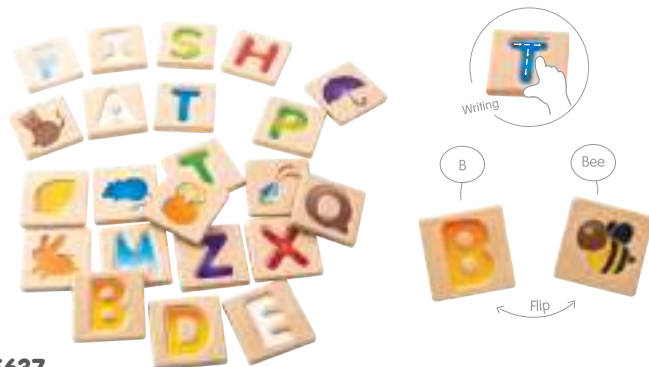 F I S H
A T P
T
Q
M Z X
B D E
T
Writing
B
Bee
B
Flip